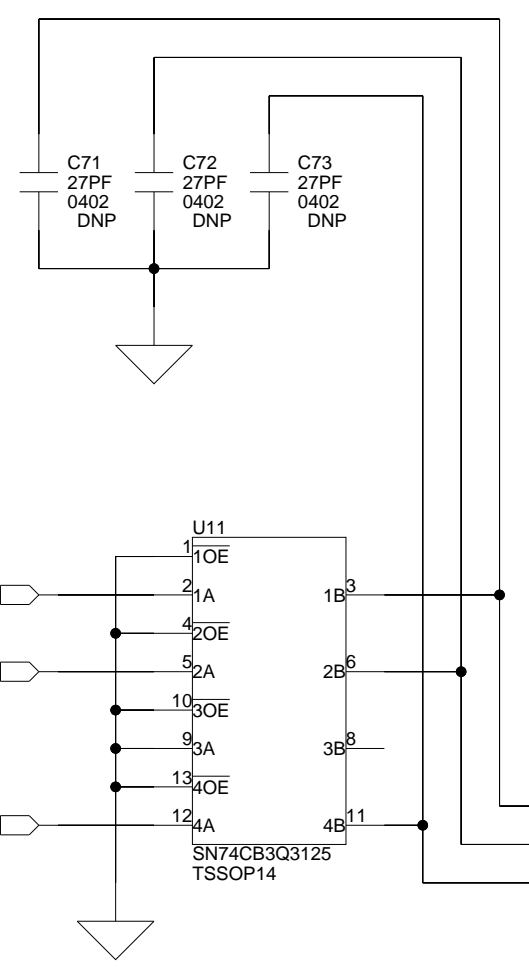 C71
27PF
0402
DNP
C72
27PF
0402
DNP
C73
27PF
0402
DNP
U11
1
1OE
2
1A
3
1B
4
2OE
5
2A
6
2B
10
3OE
9
3A
8
3B
13
4OE
12
4A
11
4B
SN74CB3Q3125
TSSOP14